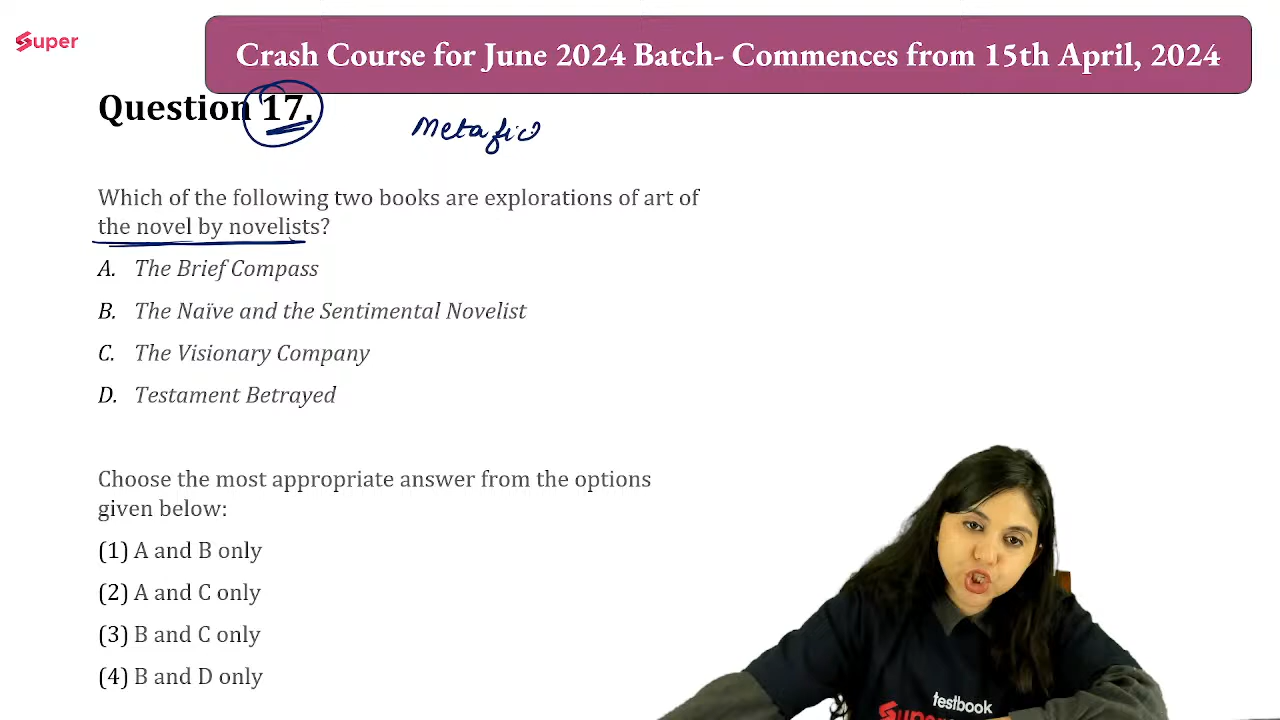 Super
Crash Course for June 2024 Batch- Commences from 15th April, 2024
Question 17.
Metafic
Which of the following two books are explorations of art of
the novel by novelists?
A. The Brief Compass
B. The Naïve and the Sentimental Novelist
C. The Visionary Company
D. Testament Betrayed
Choose the most appropriate answer from the options
given below:
(1) A and B only
(2) A and C only
(3) B and C only
(4) B and D only
testbook